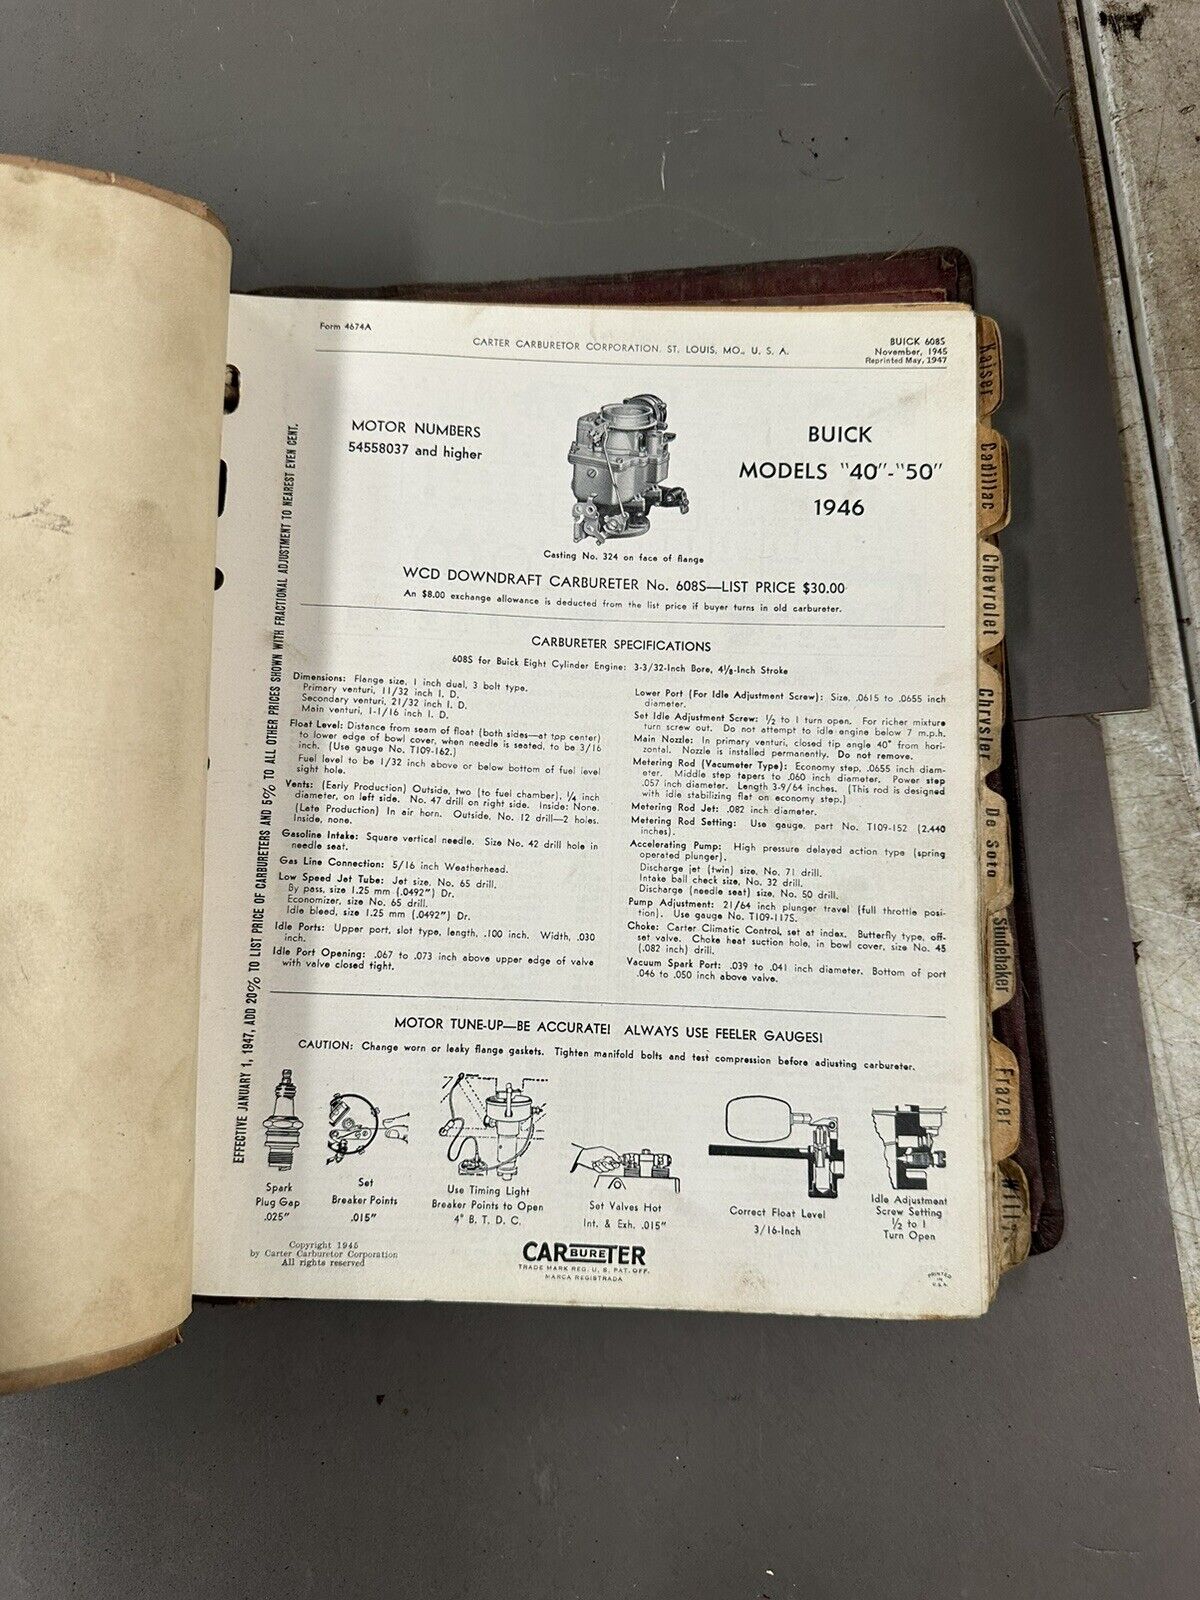 Form 4674A
CARTER CARBURETOR CORPORATION, ST. LOUIS, MO., U. S. A.
BUICK 608S
November, 1945
Reprinted May, 1947
MOTOR NUMBERS
54558037 and higher
BUICK
MODELS "40"-"50"
1946
Casting No. 324 on face of flange
WCD DOWNDRAFT CARBURETER No. 608S—LIST PRICE $30.00
An $8.00 exchange allowance is deducted from the list price if buyer turns in old carbureter.
CARBURETER SPECIFICATIONS
608S for Buick Eight Cylinder Engine: 3-3/32-Inch Bore, 4⅛-Inch Stroke
Dimensions: Flange size, 1 inch dual, 3 bolt type.
Primary venturi, 11/32 inch I. D.
Secondary venturi, 21/32 inch I. D.
Main venturi, 1-1/16 inch I. D.
Float Level: Distance from seam of float (both sides—at top center)
to lower edge of bowl cover, when needle is seated, to be 3/16
inch. (Use gauge No. T109-162.)
Fuel level to be 1/32 inch above or below bottom of fuel level
sight hole.
Vents: (Early Production) Outside, two (to fuel chamber), ¼ inch
diameter, on left side. No. 47 drill on right side. Inside: None.
(Late Production) In air horn. Outside, No. 12 drill—2 holes.
Inside, none.
Gasoline Intake: Square vertical needle. Size No. 42 drill hole in
needle seat.
Gas Line Connection: 5/16 inch Weatherhead.
Low Speed Jet Tube: Jet size, No. 65 drill.
By pass, size 1.25 mm (.0492") Dr.
Economizer, size No. 65 drill.
Idle bleed, size 1.25 mm (.0492") Dr.
Idle Ports: Upper port, slot type, length, .100 inch. Width, .030
inch.
Idle Port Opening: .067 to .073 inch above upper edge of valve
with valve closed tight.
Lower Port (For Idle Adjustment Screw): Size, .0615 to .0655 inch
diameter.
Set Idle Adjustment Screw: ½ to 1 turn open. For richer mixture
turn screw out. Do not attempt to idle engine below 7 m.p.h.
Main Nozzle: In primary venturi, closed tip angle 40° from hori-
zontal. Nozzle is installed permanently. Do not remove.
Metering Rod (Vacumeter Type): Economy step, .0655 inch diam-
eter. Middle step tapers to .060 inch diameter. Power step
.057 inch diameter. Length 3-9/64 inches. (This rod is designed
with idle stabilizing flat on economy step.)
Metering Rod Jet: .082 inch diameter.
Metering Rod Setting: Use gauge, part No. T109-152 (2.440
inches).
Accelerating Pump: High pressure delayed action type (spring
operated plunger).
Discharge jet (twin) size, No. 71 drill.
Intake ball check size, No. 32 drill.
Discharge (needle seat) size, No. 50 drill.
Pump Adjustment: 21/64 inch plunger travel (full throttle posi-
tion). Use gauge No. T109-117S.
Choke: Carter Climatic Control, set at index. Butterfly type, off-
set valve. Choke heat suction hole, in bowl cover, size No. 45
(.082 inch) drill.
Vacuum Spark Port: .039 to .041 inch diameter. Bottom of port
.046 to .050 inch above valve.
EFFECTIVE JANUARY 1, 1947, ADD 20% TO LIST PRICE OF CARBURETERS AND 5% TO ALL OTHER PRICES SHOWN WITH FRACTIONAL ADJUSTMENT TO NEAREST EVEN CENT.
MOTOR TUNE-UP—BE ACCURATE! ALWAYS USE FEELER GAUGES!
CAUTION: Change worn or leaky flange gaskets. Tighten manifold bolts and test compression before adjusting carbureter.
Spark
Plug Gap
.025"
Set
Breaker Points
.015"
Use Timing Light
Breaker Points to Open
4° B. T. D. C.
Set Valves Hot
Int. & Exh. .015"
Correct Float Level
3/16-Inch
Idle Adjustment
Screw Setting
½ to 1
Turn Open
Copyright 1945
by Carter Carburetor Corporation
All rights reserved
CARBURETER
TRADE MARK REG. U. S. PAT. OFF.
MARCA REGISTRADA
PRINTED
IN
U.S.A.
Kaiser
Cadillac
Chevrolet
Chrysler
De Soto
Studebaker
Frazer